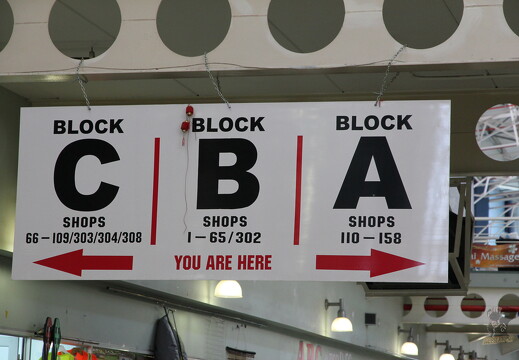 BLOCK C
SHOPS
66 — 109/303/304/308
BLOCK B
SHOPS
1 — 65/302
YOU ARE HERE
BLOCK A
SHOPS
110 — 158
Massage